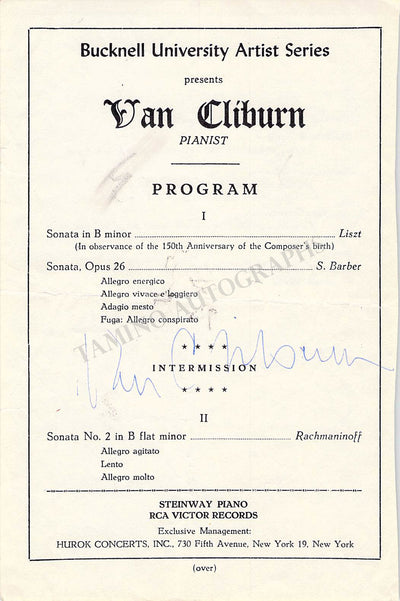 Bucknell University Artist Series
presents
Van Cliburn
PIANIST
PROGRAM
I
Sonata in B minor ........ Liszt
(In observance of the 150th Anniversary of the Composer's birth)
Sonata, Opus 26 ........ S. Barber
Allegro energico
Allegro vivace e leggiero
Adagio mesto
Fuga: Allegro conspirato
TAMINO AUTOGRAPHS
* * * *
Van Cliburn
INTERMISSION
* * * *
II
Sonata No. 2 in B flat minor ........ Rachmaninoff
Allegro agitato
Lento
Allegro molto
STEINWAY PIANO
RCA VICTOR RECORDS
Exclusive Management:
HUROK CONCERTS, INC., 730 Fifth Avenue, New York 19, New York
(over)